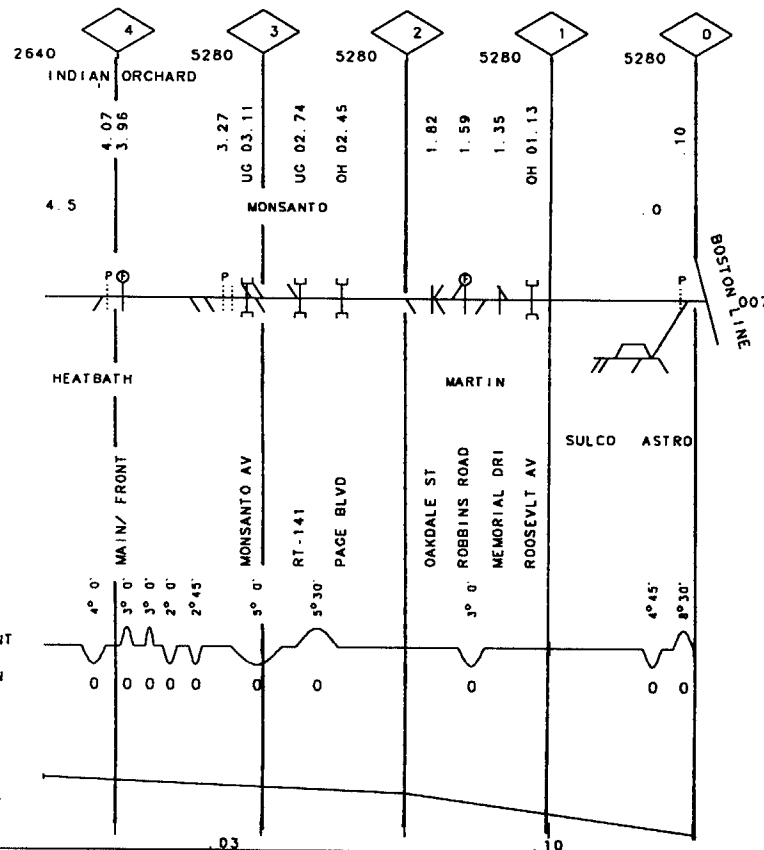 4 3 2 1 0
2640 5280 5280 5280 5280
INDIAN ORCHARD
4.07
3.96
3.27
UG 03.11
UG 02.74
OH 02.45
1.82
1.59
1.35
OH 01.13
.10
4.5 MONSANTO .0
P F P F P
BOSTON LINE
007
HEATBATH MARTIN
SULCO ASTRO
MAIN/ FRONT
MONSANTO AV
RT-141
PAGE BLVD
OAKDALE ST
ROBBINS ROAD
MEMORIAL DRI
ROOSEVLT AV
4° 0'
3° 0'
3° 0'
2° 0'
2°45'
5° 0'
5°30'
3° 0'
4°45'
8°30'
NT
N
0 0 0 0 0 0 0 0 0 0
.03 .10